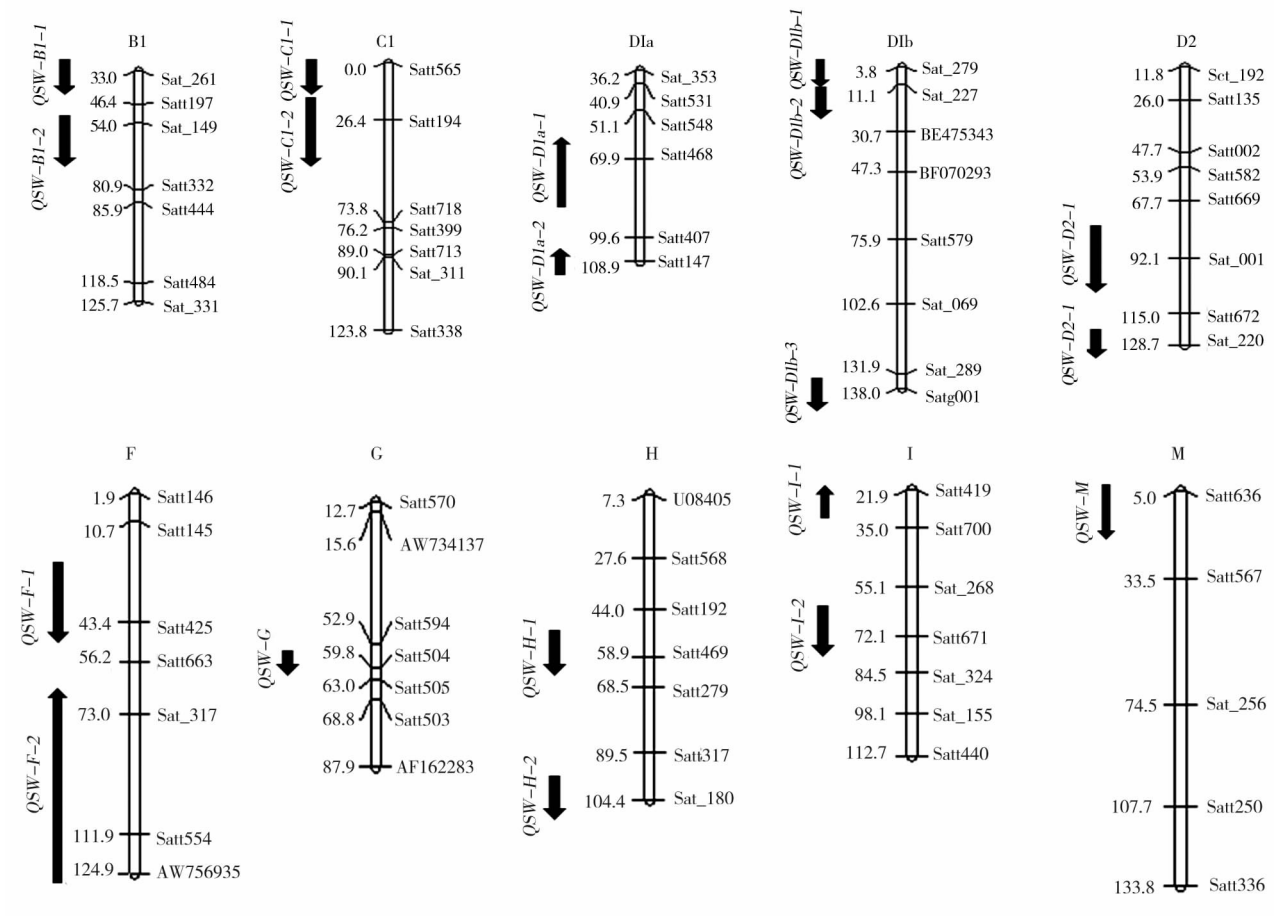 B1
QSW-B1-1
QSW-B1-2
33.0 Sat_261
46.4 Satt197
54.0 Sat_149
80.9 Satt332
85.9 Satt444
118.5 Satt484
125.7 Sat_331
C1
QSW-C1-1
QSW-C1-2
0.0 Satt565
26.4 Satt194
73.8 Satt718
76.2 Satt399
89.0 Satt713
90.1 Sat_311
123.8 Satt338
DIa
QSW-D1a-1
QSW-D1a-2
36.2 Sat_353
40.9 Satt531
51.1 Satt548
69.9 Satt468
99.6 Satt407
108.9 Satt147
DIb
QSW-DIb-1
QSW-DIb-2
QSW-DIb-3
3.8 Sat_279
11.1 Sat_227
30.7 BE475343
47.3 BF070293
75.9 Satt579
102.6 Sat_069
131.9 Sat_289
138.0 Satg001
D2
QSW-D2-1
QSW-D2-1
11.8 Sct_192
26.0 Satt135
47.7 Satt002
53.9 Satt582
67.7 Satt669
92.1 Sat_001
115.0 Satt672
128.7 Sat_220
F
QSW-F-1
QSW-F-2
1.9 Satt146
10.7 Satt145
43.4 Satt425
56.2 Satt663
73.0 Sat_317
111.9 Satt554
124.9 AW756935
G
QSW-G
12.7 Satt570
15.6 AW734137
52.9 Satt594
59.8 Satt504
63.0 Satt505
68.8 Satt503
87.9 AF162283
H
QSW-H-1
QSW-H-2
7.3 U08405
27.6 Satt568
44.0 Satt192
58.9 Satt469
68.5 Satt279
89.5 Satt317
104.4 Sat_180
I
QSW-I-1
QSW-I-2
21.9 Satt419
35.0 Satt700
55.1 Sat_268
72.1 Satt671
84.5 Sat_324
98.1 Sat_155
112.7 Satt440
M
QSW-M
5.0 Satt636
33.5 Satt567
74.5 Sat_256
107.7 Satt250
133.8 Satt336